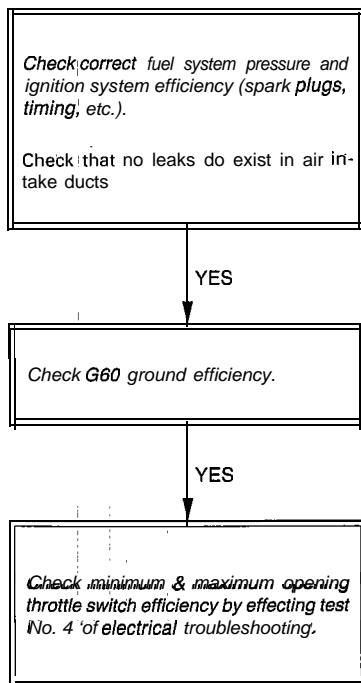 Check correct fuel system pressure and
ignition system efficiency (spark plugs,
timing, etc.).
Check that no leaks do exist in air in-
take ducts
YES
Check G60 ground efficiency.
YES
Check minimum & maximum opening
throttle switch efficiency by effecting test
No. 4 of electrical troubleshooting.